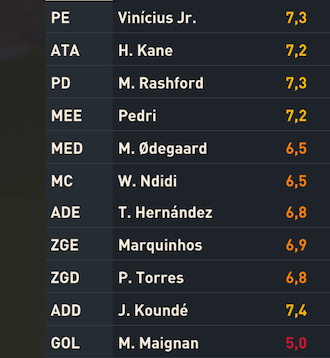 PE Vinícius Jr. 7,3
ATA H. Kane 7,2
PD M. Rashford 7,3
MEE Pedri 7,2
MED M. Ødegaard 6,5
MC W. Ndidi 6,5
ADE T. Hernández 6,8
ZGE Marquinhos 6,9
ZGD P. Torres 6,8
ADD J. Koundé 7,4
GOL M. Maignan 5,0